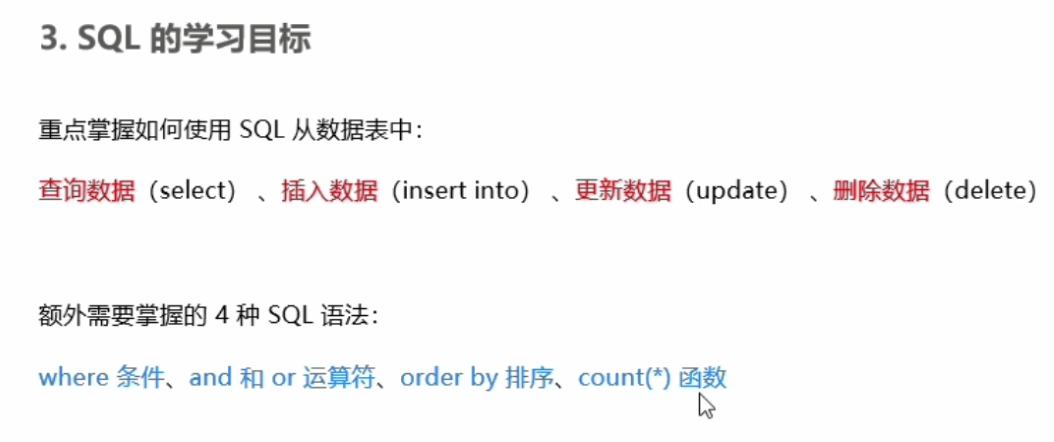 3. SQL 的学习目标
重点掌握如何使用 SQL 从数据表中：
查询数据（select） 、插入数据（insert into） 、更新数据（update） 、删除数据（delete）
额外需要掌握的 4 种 SQL 语法：
where 条件、and 和 or 运算符、order by 排序、count(*) 函数